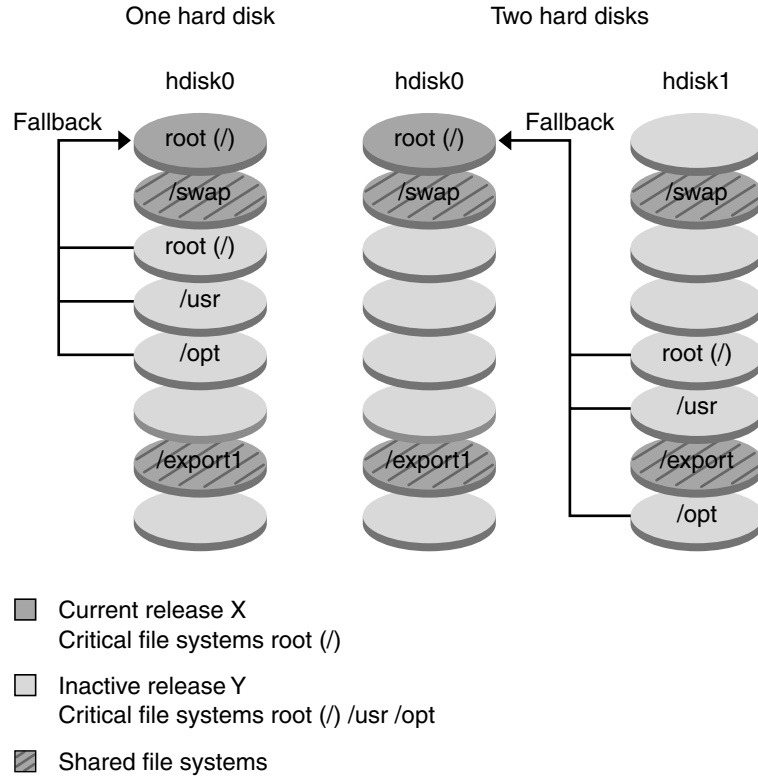 One hard disk
Two hard disks
hdisk0
hdisk0
hdisk1
Fallback
root (/)
root (/)
Fallback
/swap
/swap
/swap
root (/)
/usr
/opt
root (/)
/usr
/export1
/export1
/export
/opt
Current release X
Critical file systems root (/)
Inactive release Y
Critical file systems root (/) /usr /opt
Shared file systems